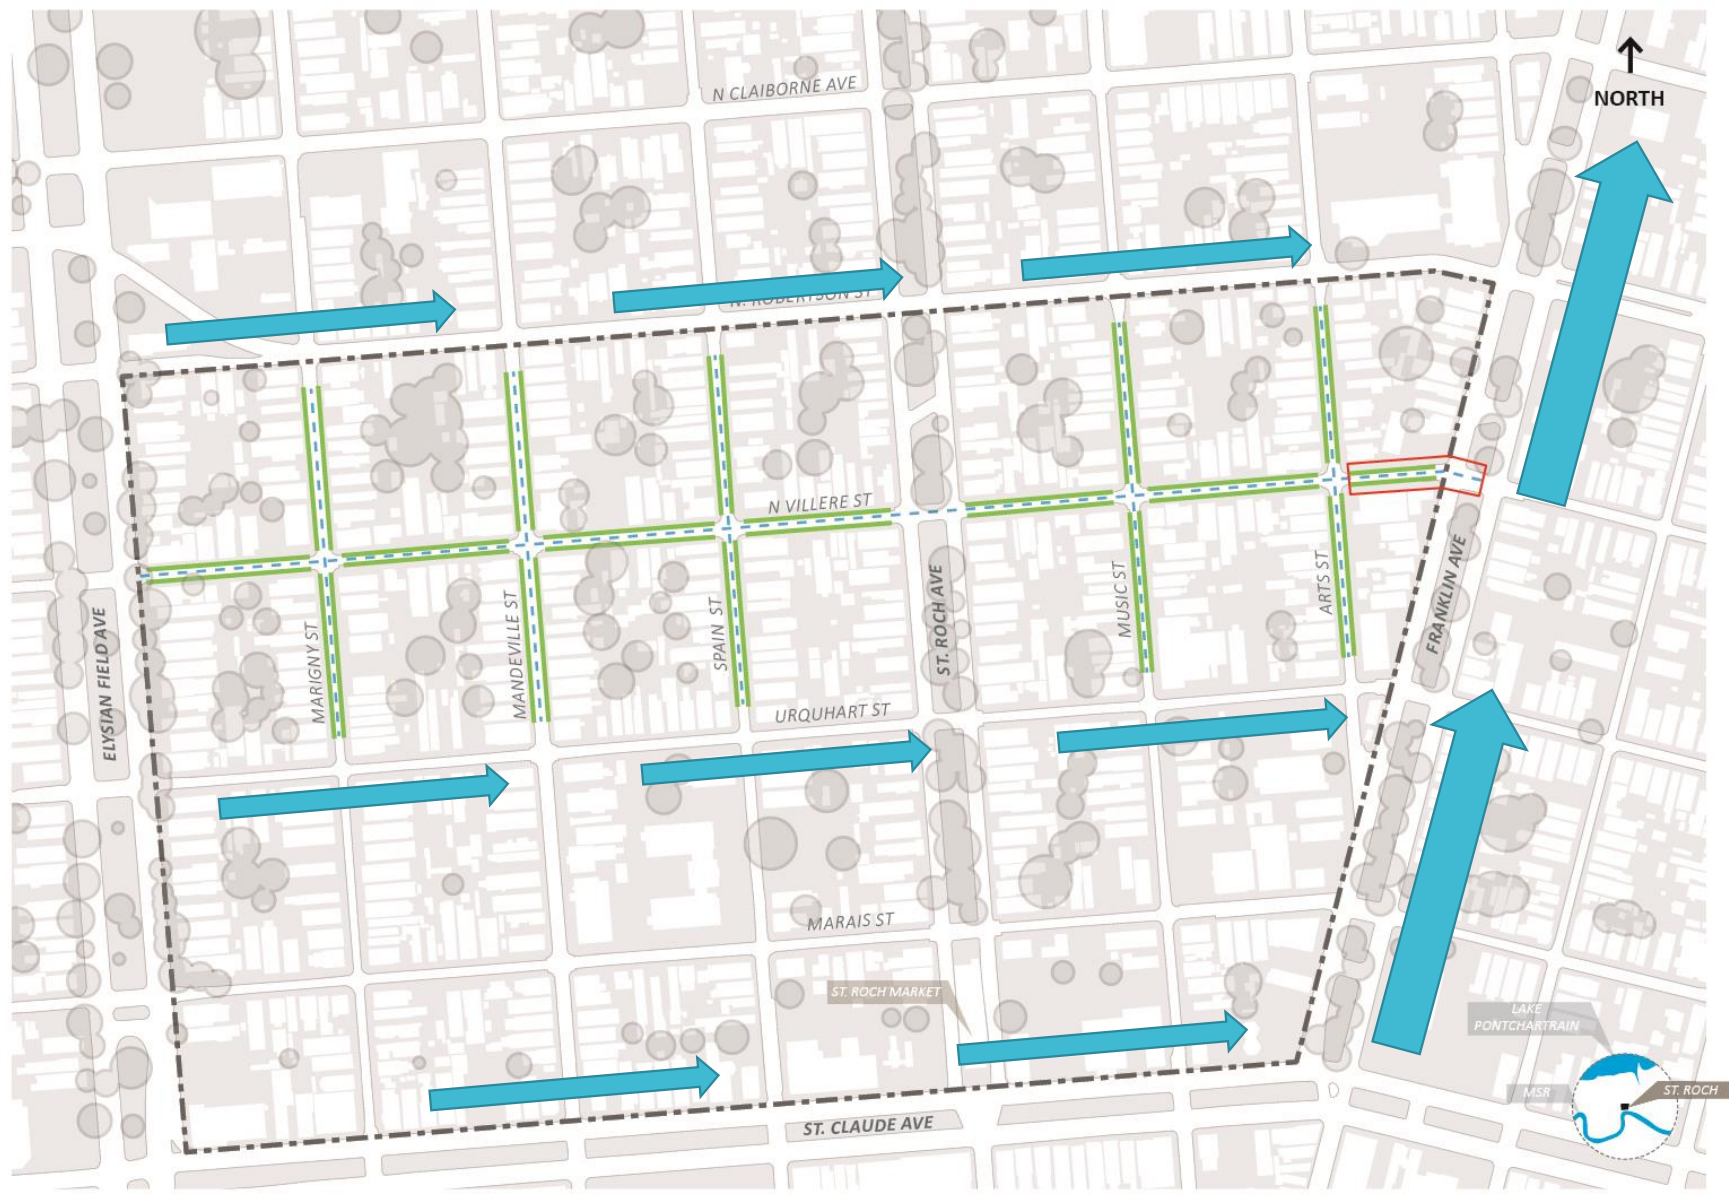 NORTH
N CLAIBORNE AVE
N. ROBERTSON ST
N VILLERE ST
ELYSIAN FIELD AVE
MARIGNY ST
MANDEVILLE ST
SPAIN ST
ST. ROCH AVE
MUSIC ST
ARTS ST
FRANKLIN AVE
URQUHART ST
MARAIS ST
ST. ROCH MARKET
LAKE
PONTCHARTRAIN
MSR
ST. ROCH
ST. CLAUDE AVE